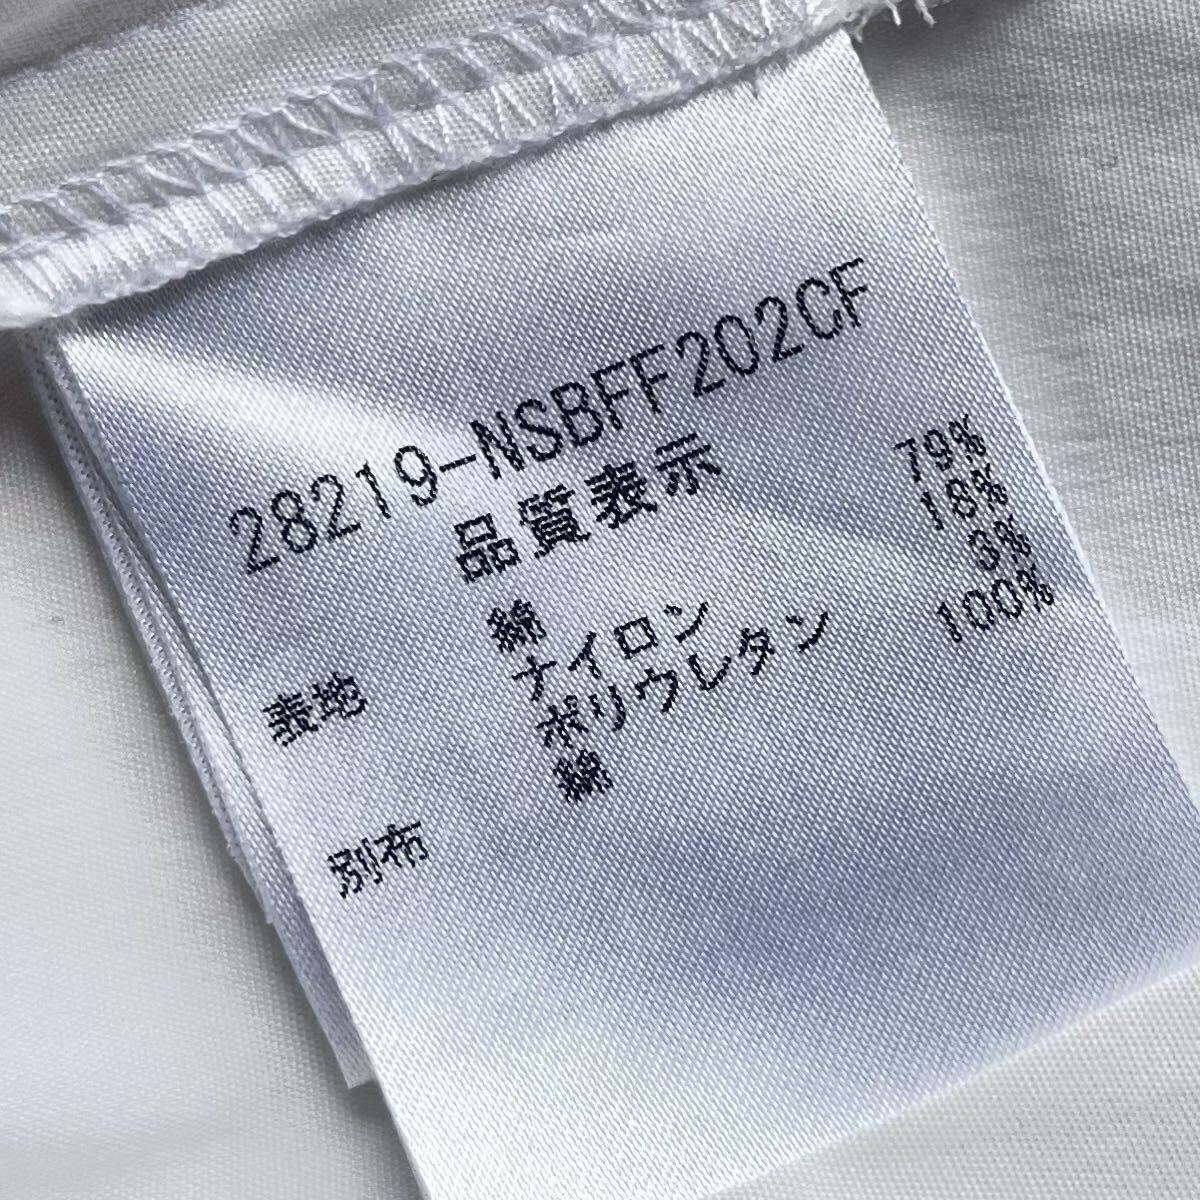 28219-NSBFF202CF
品質表示
表地 綿 79%
ナイロン 18%
ポリウレタン 3%
別布 綿 100%